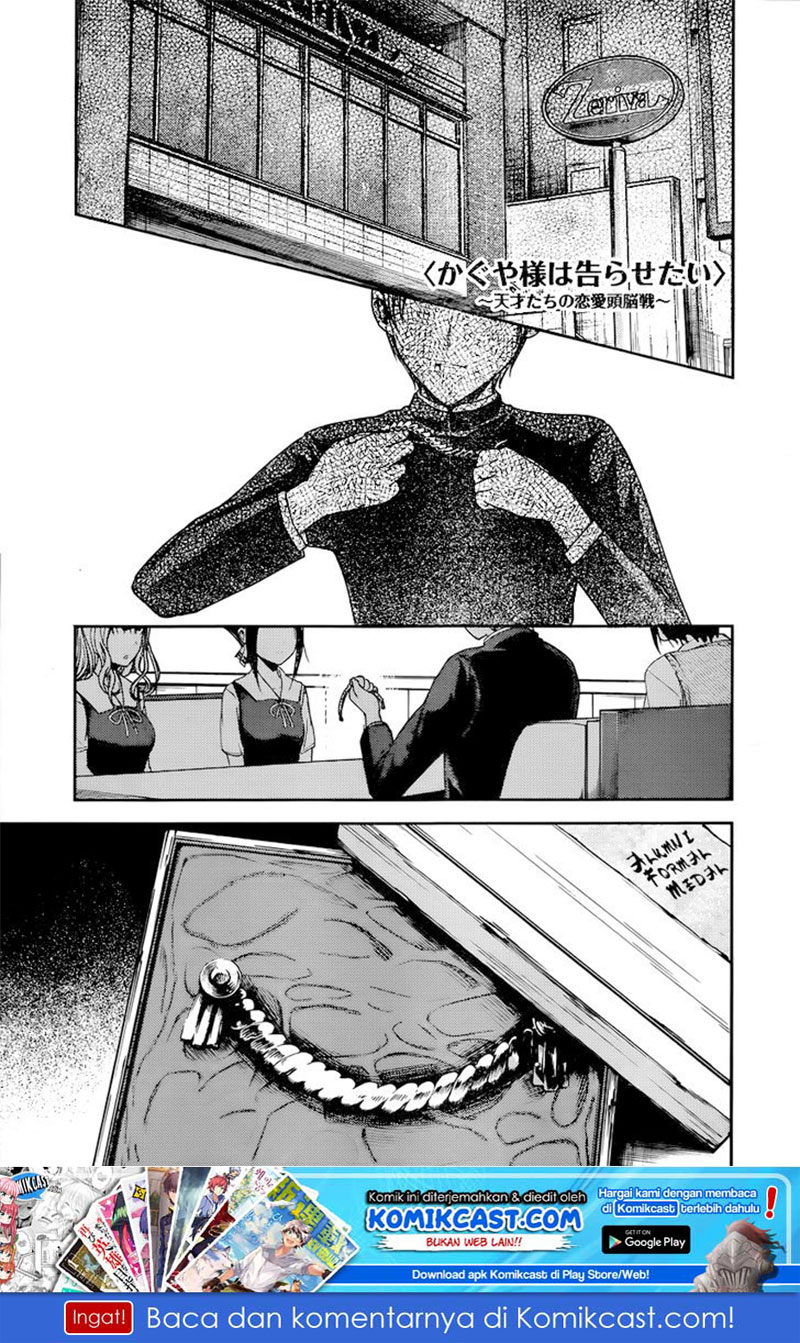 Zeriya
〈かぐや様は告らせたい〉
〜天才たちの恋愛頭脳戦〜
ALUMNI
FORMAL
MEDAL
Komik ini diterjemahkan & diedit oleh
KOMIKCAST.COM
BUKAN WEB LAIN!!
Hargai kami dengan membaca
di Komikcast terlebih dahulu !
GET IT ON
Google Play
Download apk Komikcast di Play Store/Web!
Ingat! Baca dan komentarnya di Komikcast.com!